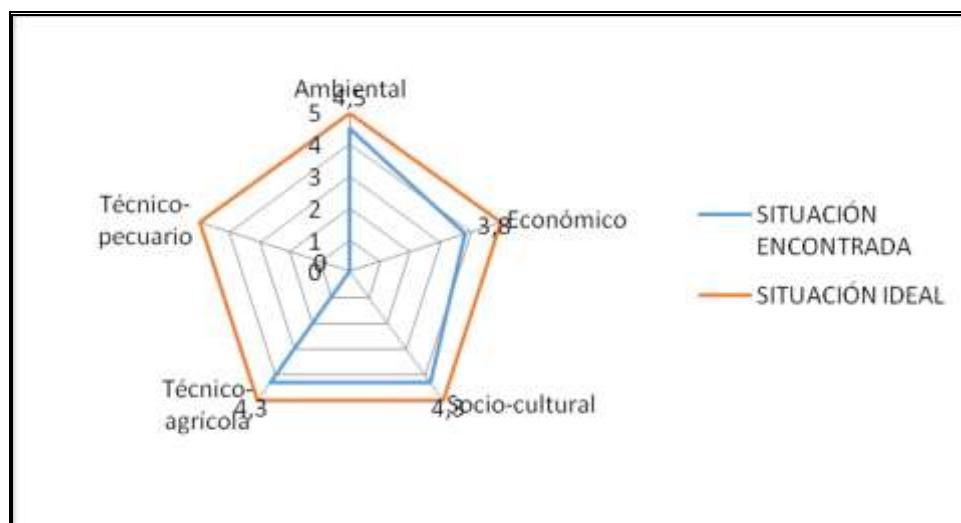 Ambiental
4,5
5
4
3
2
1
0
0
Económico
3,8
Socio-cultural
4,3
Técnico-
agrícola
4,3
Técnico-
pecuario
SITUACIÓN
ENCONTRADA
SITUACIÓN IDEAL